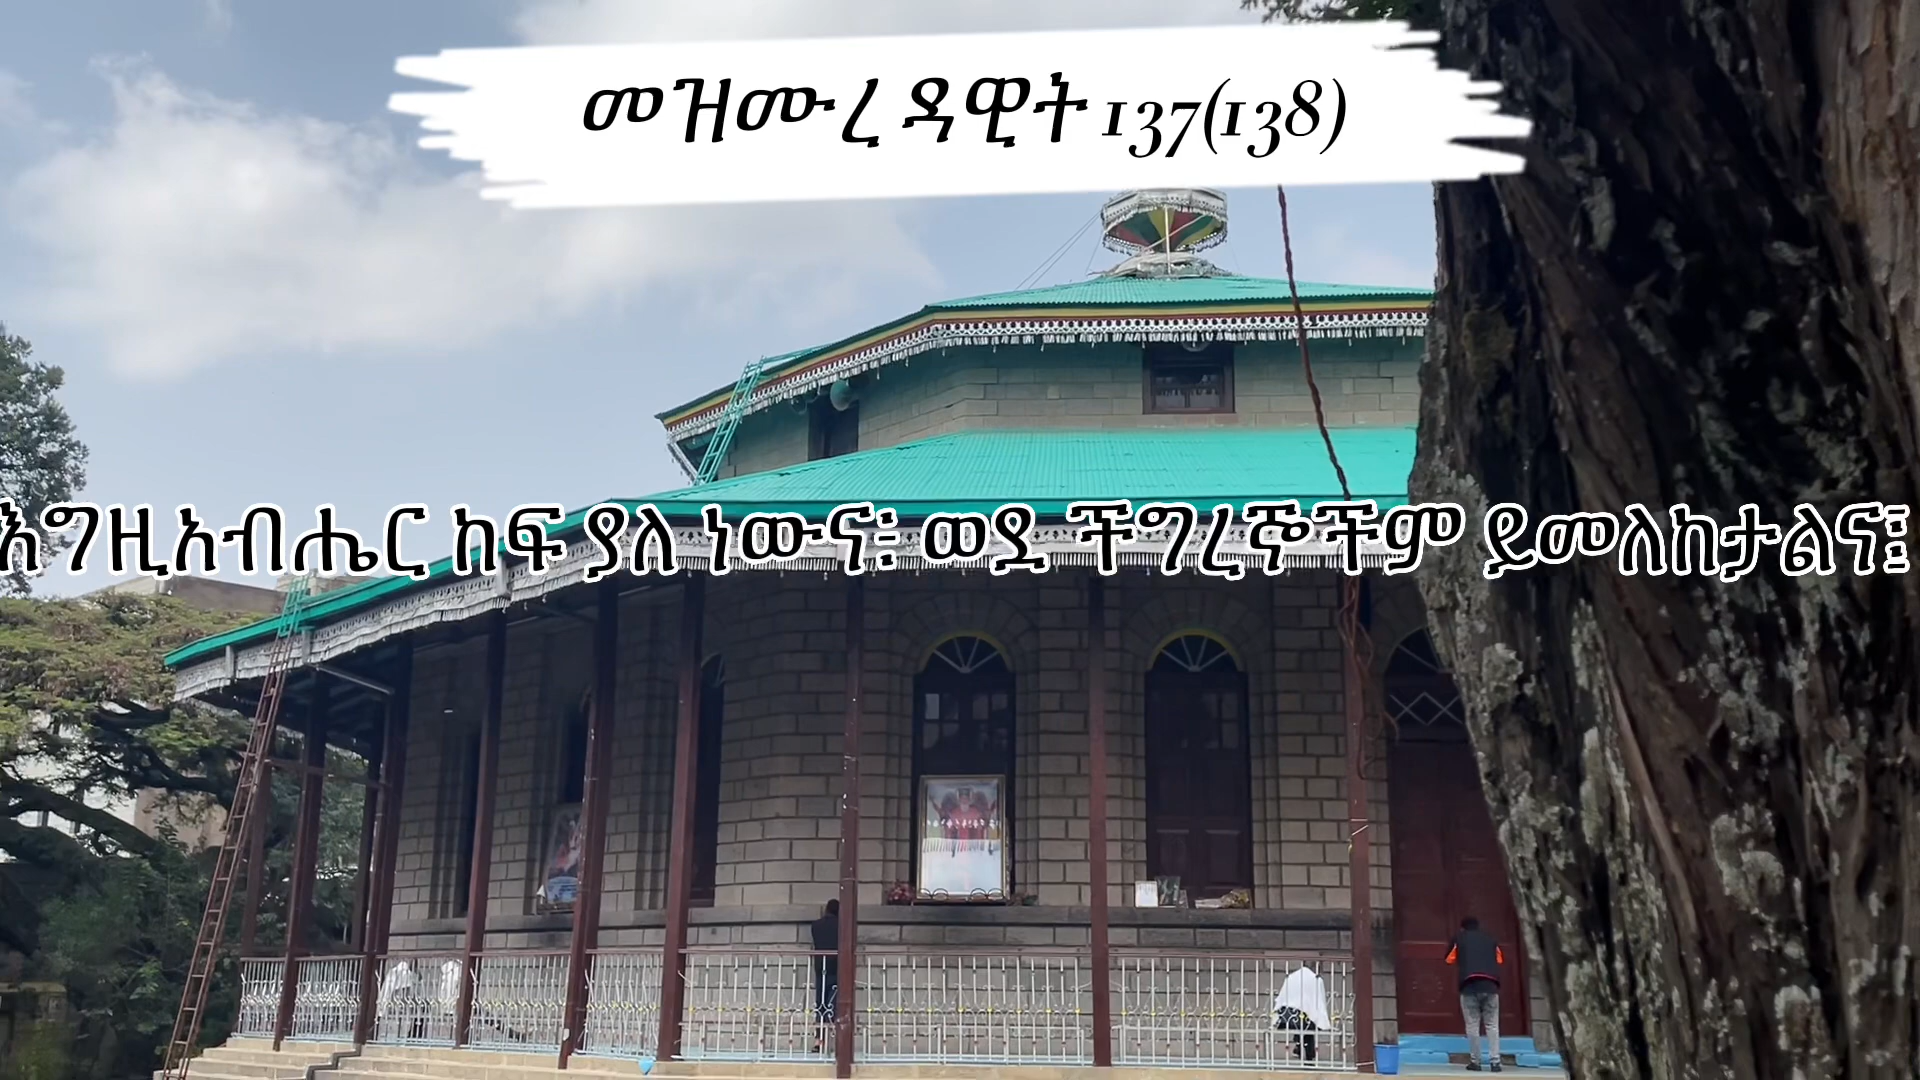 መዝሙረ ዳዊት 137(138)
እግዚአብሔር ከፍ ያለ ነውና፥ ወደ ችግረኞችም ይመለከታልና፤